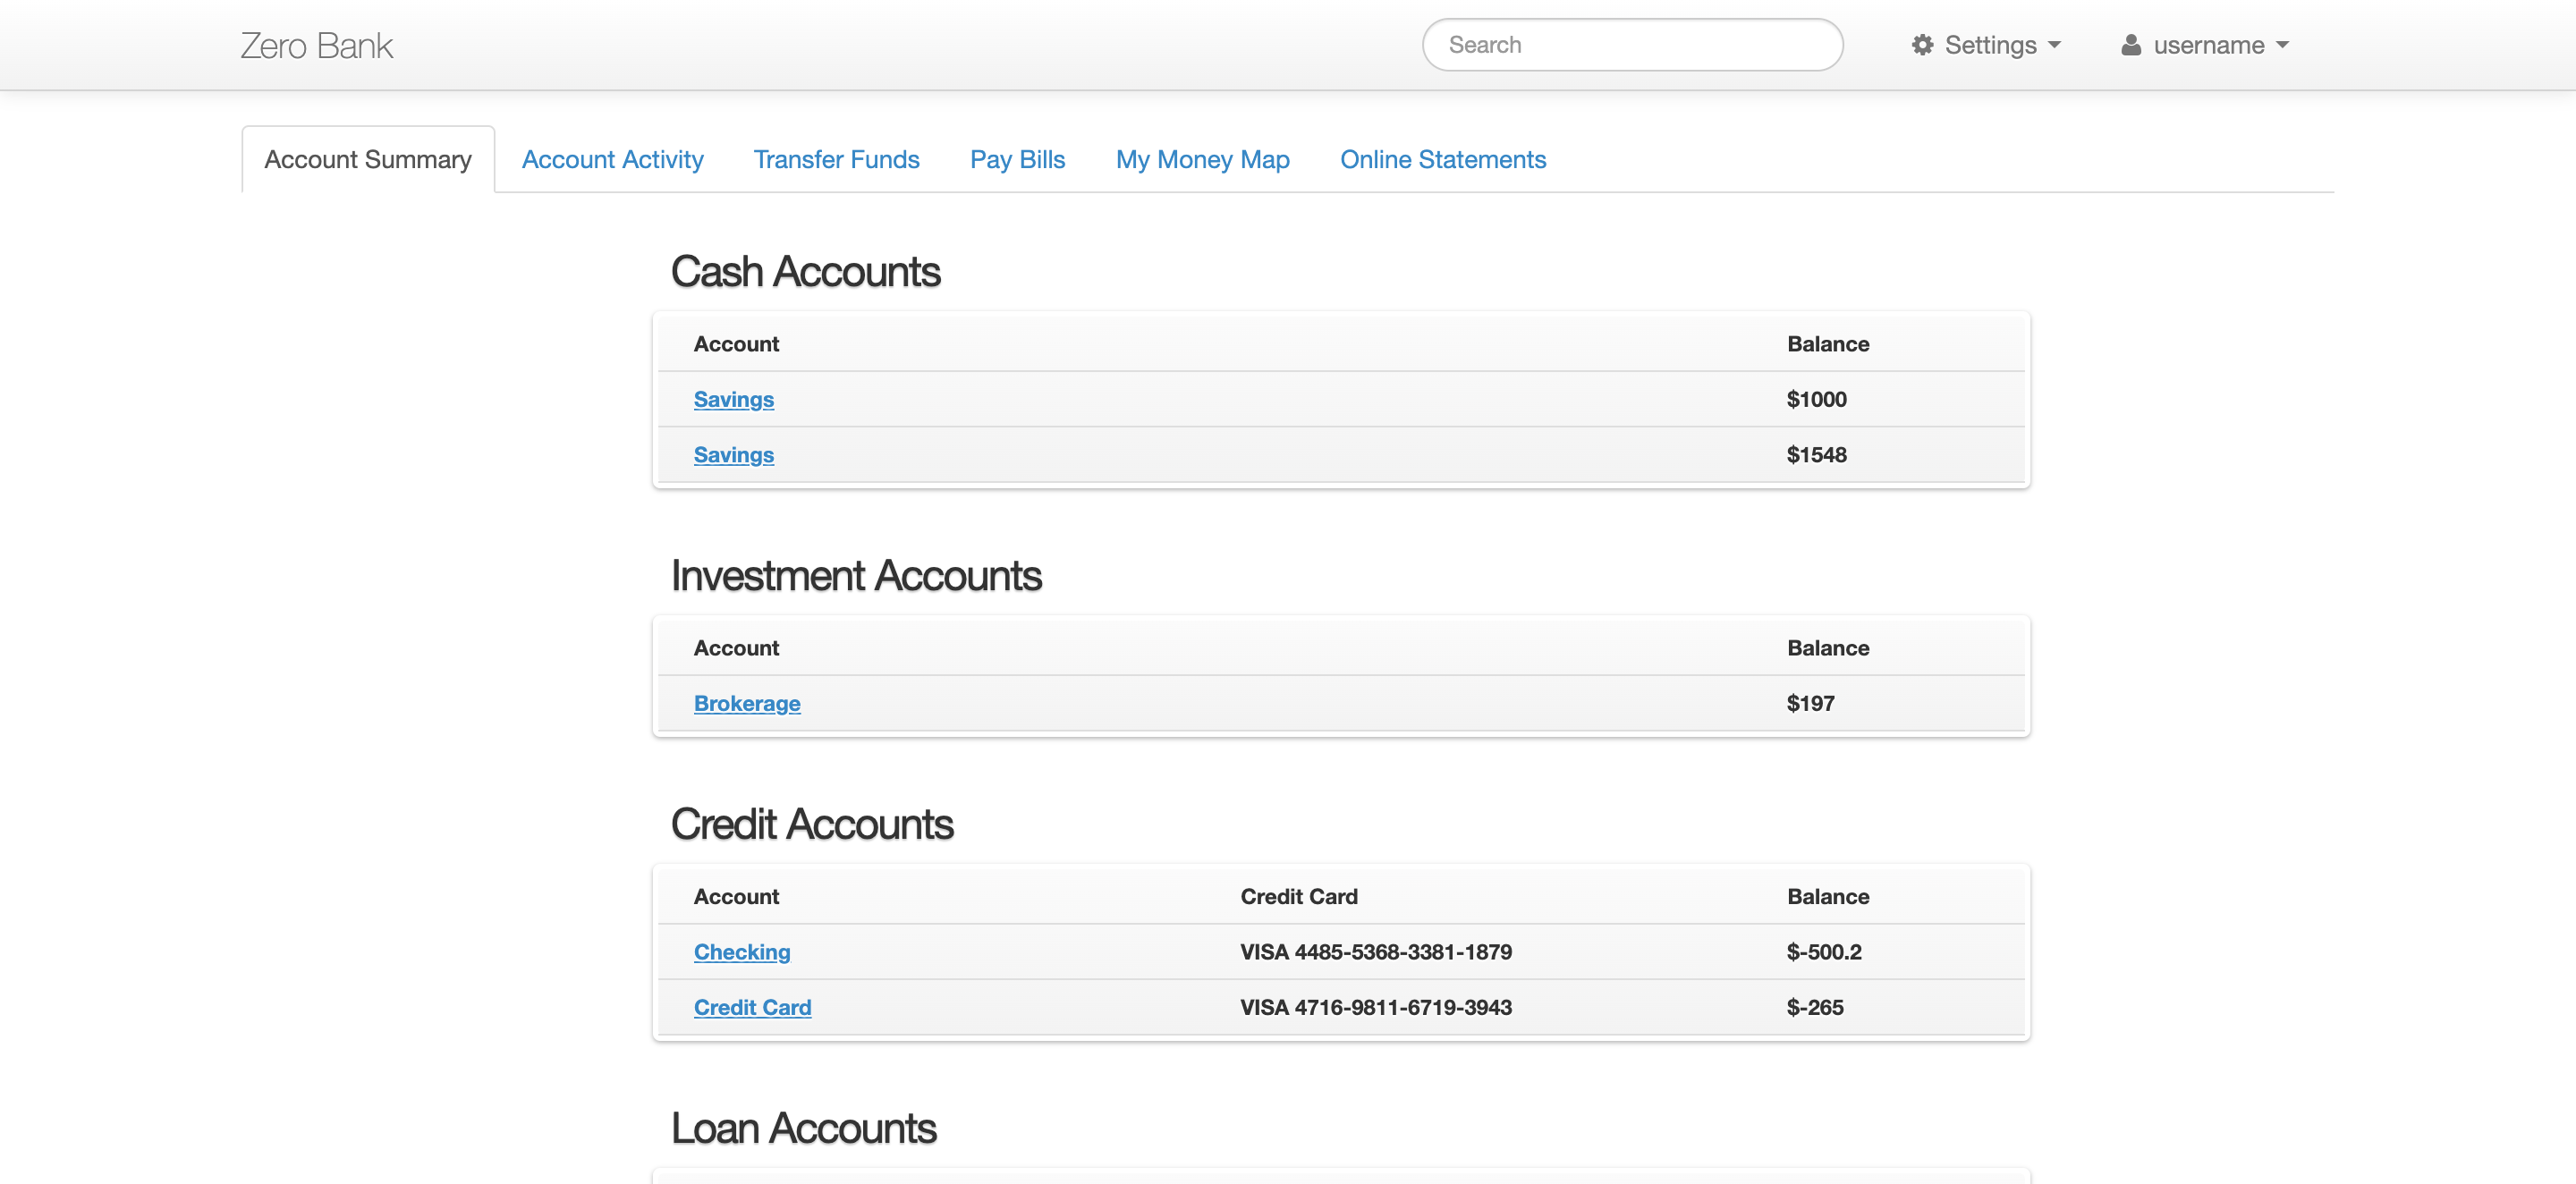 Zero Bank Search Settings username
Account Summary Account Activity Transfer Funds Pay Bills My Money Map Online Statements
Cash Accounts
Account Balance
Savings $1000
Savings $1548
Investment Accounts
Account Balance
Brokerage $197
Credit Accounts
Account Credit Card Balance
Checking VISA 4485-5368-3381-1879 $-500.2
Credit Card VISA 4716-9811-6719-3943 $-265
Loan Accounts